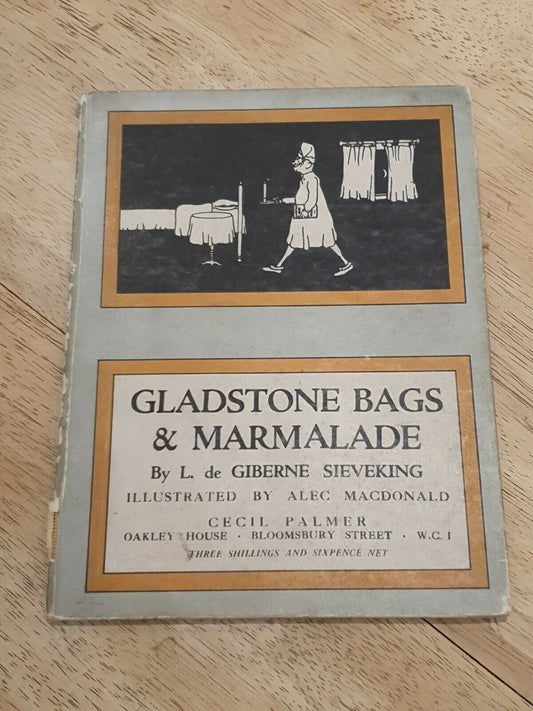 GLADSTONE BAGS
& MARMALADE
By L. de GIBERNE SIEVEKING
ILLUSTRATED BY ALEC MACDONALD
CECIL PALMER
OAKLEY HOUSE · BLOOMSBURY STREET · W.C. 1
THREE SHILLINGS AND SIXPENCE NET